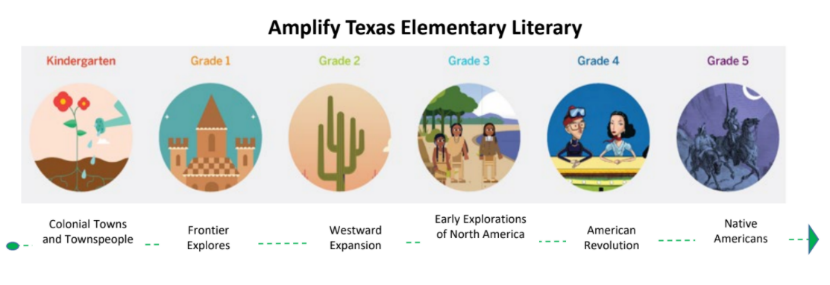 Amplify Texas Elementary Literary
Kindergarten
Grade 1
Grade 2
Grade 3
Grade 4
Grade 5
Colonial Towns
and Townspeople
Frontier
Explores
Westward
Expansion
Early Explorations
of North America
American
Revolution
Native
Americans